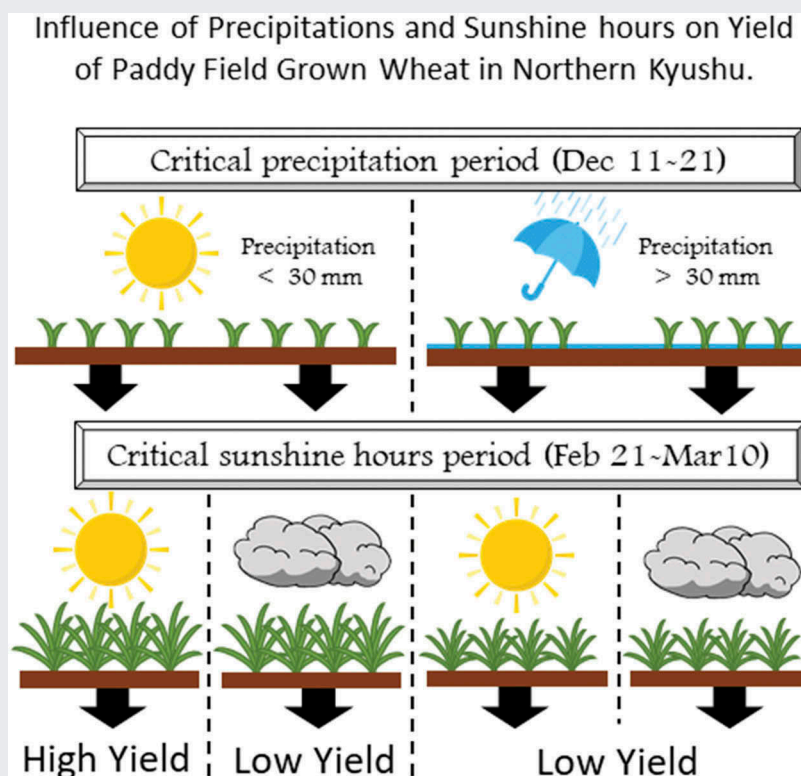 Influence of Precipitations and Sunshine hours on Yield
of Paddy Field Grown Wheat in Northern Kyushu.
Critical precipitation period (Dec 11~21)
Precipitation
< 30 mm
Precipitation
> 30 mm
Critical sunshine hours period (Feb 21~Mar10)
High Yield
Low Yield
Low Yield